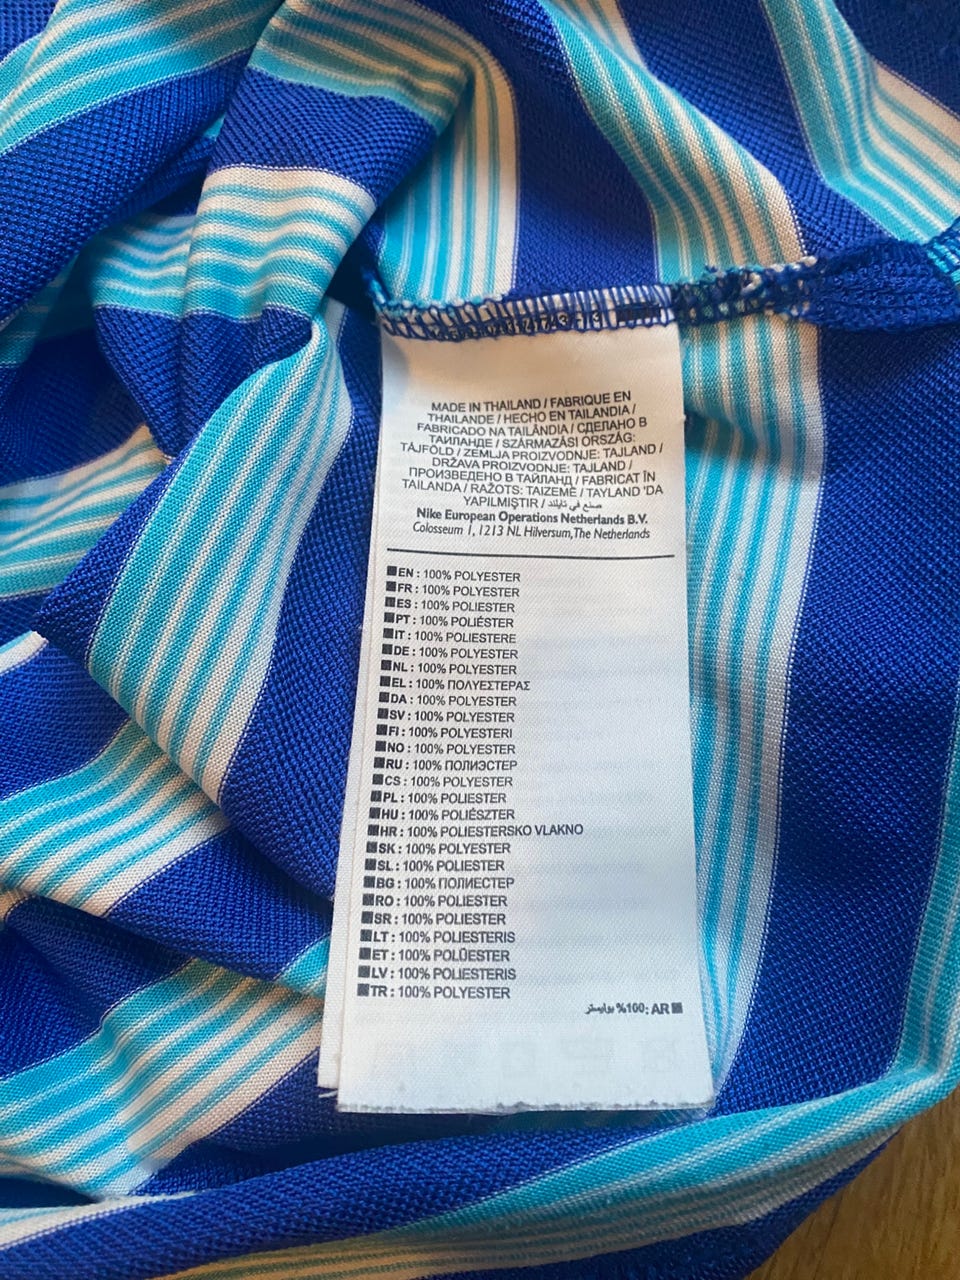 MADE IN THAILAND / FABRIQUE EN
THAILANDE / HECHO EN TAILANDIA /
FABRICADO NA TAILÂNDIA / СДЕЛАНО В
ТАИЛАНДЕ / SZÁRMAZÁSI ORSZÁG:
TÁJFÖLD / ZEMLJA PROIZVODNJE: TAJLAND /
DRŽAVA PROIZVODNJE: TAJLAND /
ПРОИЗВЕДЕНО В ТАЙЛАНД / FABRICAT ÎN
TAILANDA / RAŽOTS: TAIZEMĒ / TAYLAND 'DA
YAPILMIŞTIR / صنع في تايلند
Nike European Operations Netherlands B.V.
Colosseum 1, 1213 NL Hilversum, The Netherlands
EN : 100% POLYESTER
FR : 100% POLYESTER
ES : 100% POLIESTER
PT : 100% POLIÉSTER
IT : 100% POLIESTERE
DE : 100% POLYESTER
NL : 100% POLYESTER
EL : 100% ΠΟΛΥΕΣΤΕΡΑΣ
DA : 100% POLYESTER
SV : 100% POLYESTER
FI : 100% POLYESTERI
NO : 100% POLYESTER
RU : 100% ПОЛИЭСТЕР
CS : 100% POLYESTER
PL : 100% POLIESTER
HU : 100% POLIÉSZTER
HR : 100% POLIESTERSKO VLAKNO
SK : 100% POLYESTER
SL : 100% POLIESTER
BG : 100% ПОЛИЕСТЕР
RO : 100% POLIESTER
SR : 100% POLIESTER
LT : 100% POLIESTERIS
ET : 100% POLÜESTER
LV : 100% POLIESTERIS
TR : 100% POLYESTER
AR :100% بوليستر